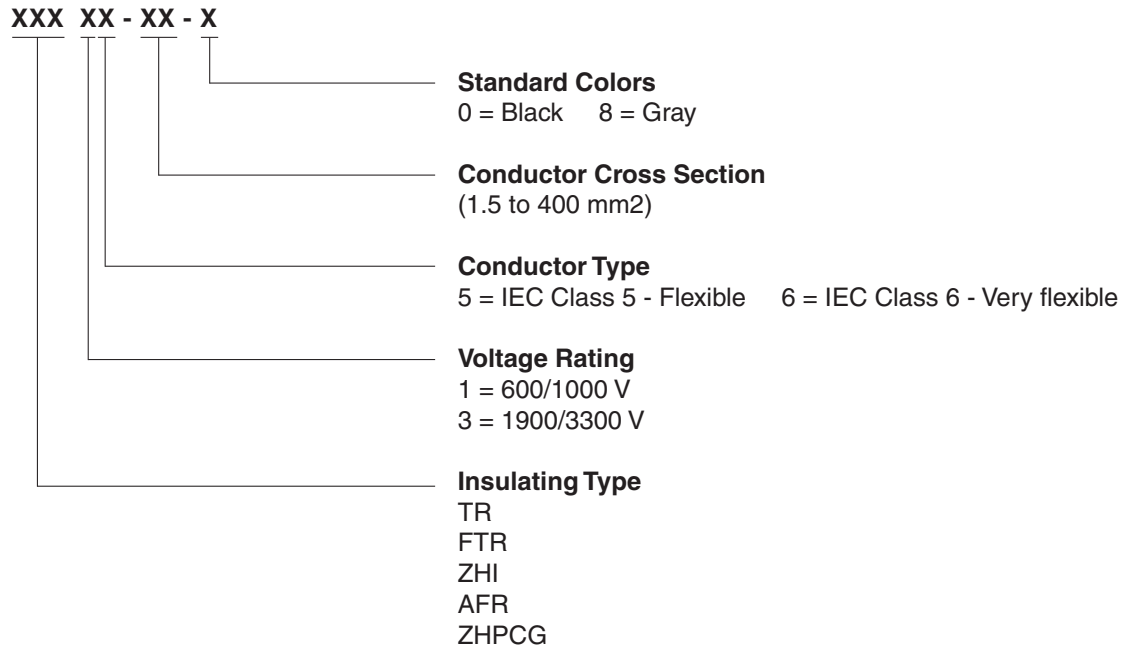 XXX XX - XX - X
Standard Colors
0 = Black 8 = Gray
Conductor Cross Section
(1.5 to 400 mm2)
Conductor Type
5 = IEC Class 5 - Flexible 6 = IEC Class 6 - Very flexible
Voltage Rating
1 = 600/1000 V
3 = 1900/3300 V
Insulating Type
TR
FTR
ZHI
AFR
ZHPCG